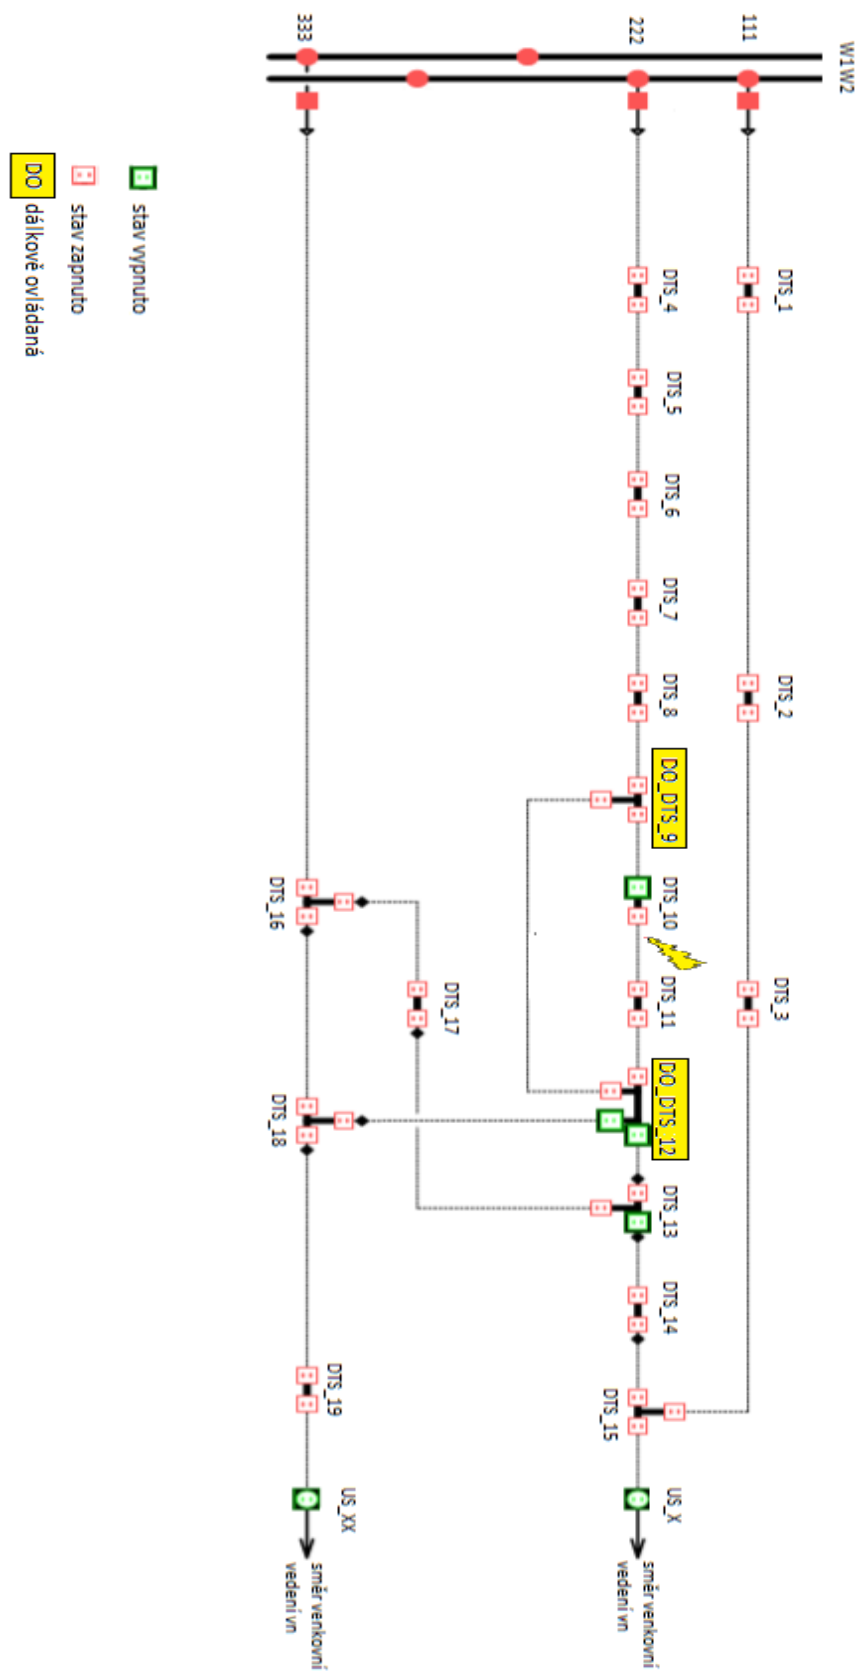 W1W2
111
222
333
DTS_1
DTS_2
DTS_3
DTS_4
DTS_5
DTS_6
DTS_7
DTS_8
DO_DTS_9
DTS_10
DTS_11
DO_DTS_12
DTS_13
DTS_14
DTS_15
US_X
směr venkovní
vedení vn
DTS_17
DTS_16
DTS_18
DTS_19
US_XX
směr venkovní
vedení vn
stav vypnuto
stav zapnuto
DO dálkově ovládaná